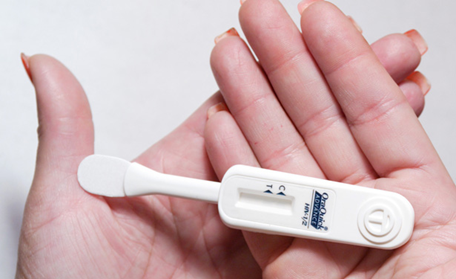 C
T
OraQuick
ADVANCE
HIV-1/2